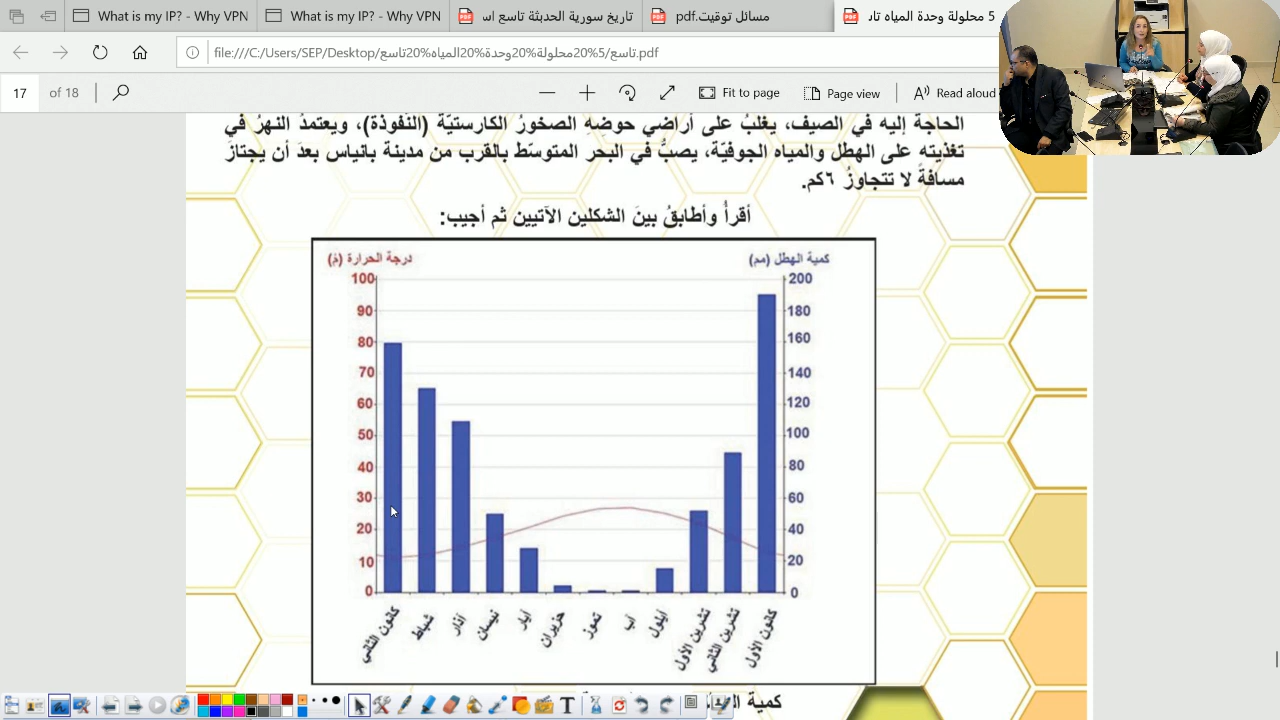 What is my IP? - Why VPN
What is my IP? - Why VPN
تاريخ سورية الحديثة تاسع اس
مسائل توقيت.pdf
5 محلولة وحدة المياه تاس
file:///C:/Users/SEP/Desktop/تاسع/5%20محلولة%20وحدة%20المياه%20تاسع.pdf
17 of 18
Fit to page
Page view
Read aloud
الحاجة إليه في الصيف، يغلبُ على أراضي حوضِهِ الصخورُ الكارستيّة (النّفوذة)، ويعتمدُ النهرُ في
تغذيته على الهطل والمياه الجوفيّة، يصبُّ في البحر المتوسّط بالقرب من مدينة بانياس بعدَ أن يجتازَ
مسافةً لا تتجاوزُ ٦كم.
أقرأُ وأطابقُ بينَ الشكلين الآتيين ثم أجيب:
درجة الحرارة (مْ)
كمية الهطل (مم)
100
90
80
70
60
50
40
30
20
10
0
200
180
160
140
120
100
80
60
40
20
0
كانون الثاني
شباط
آذار
نيسان
أيار
حزيران
تموز
آب
أيلول
تشرين الأول
تشرين الثاني
كانون الأول
كمية